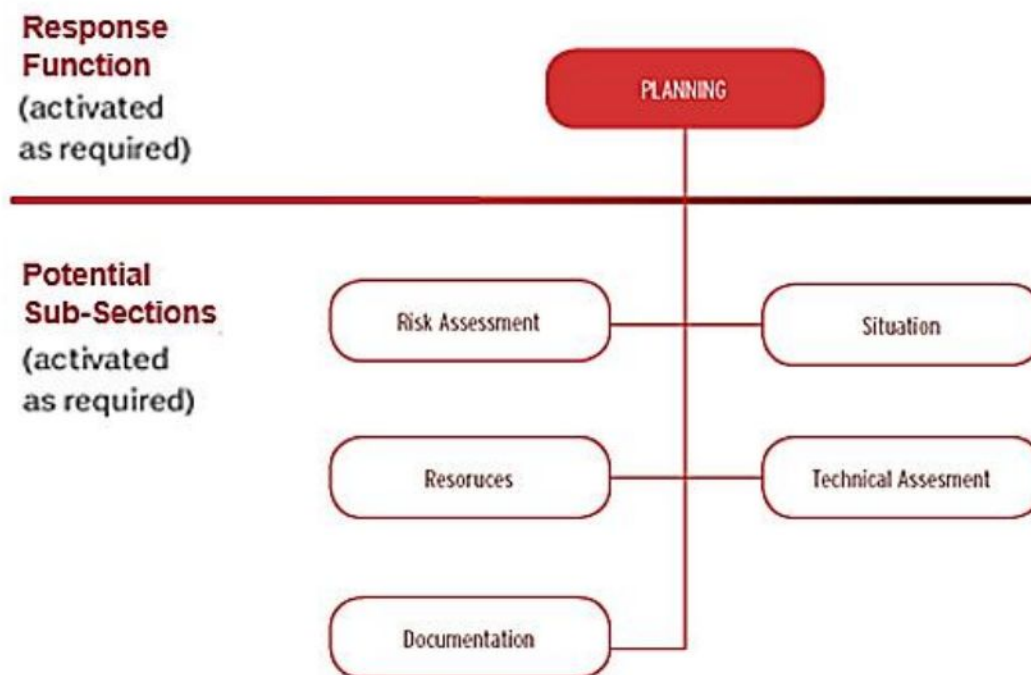 Response
Function
(activated
as required)
PLANNING
Potential
Sub-Sections
(activated
as required)
Risk Assessment
Situation
Resoruces
Technical Assesment
Documentation